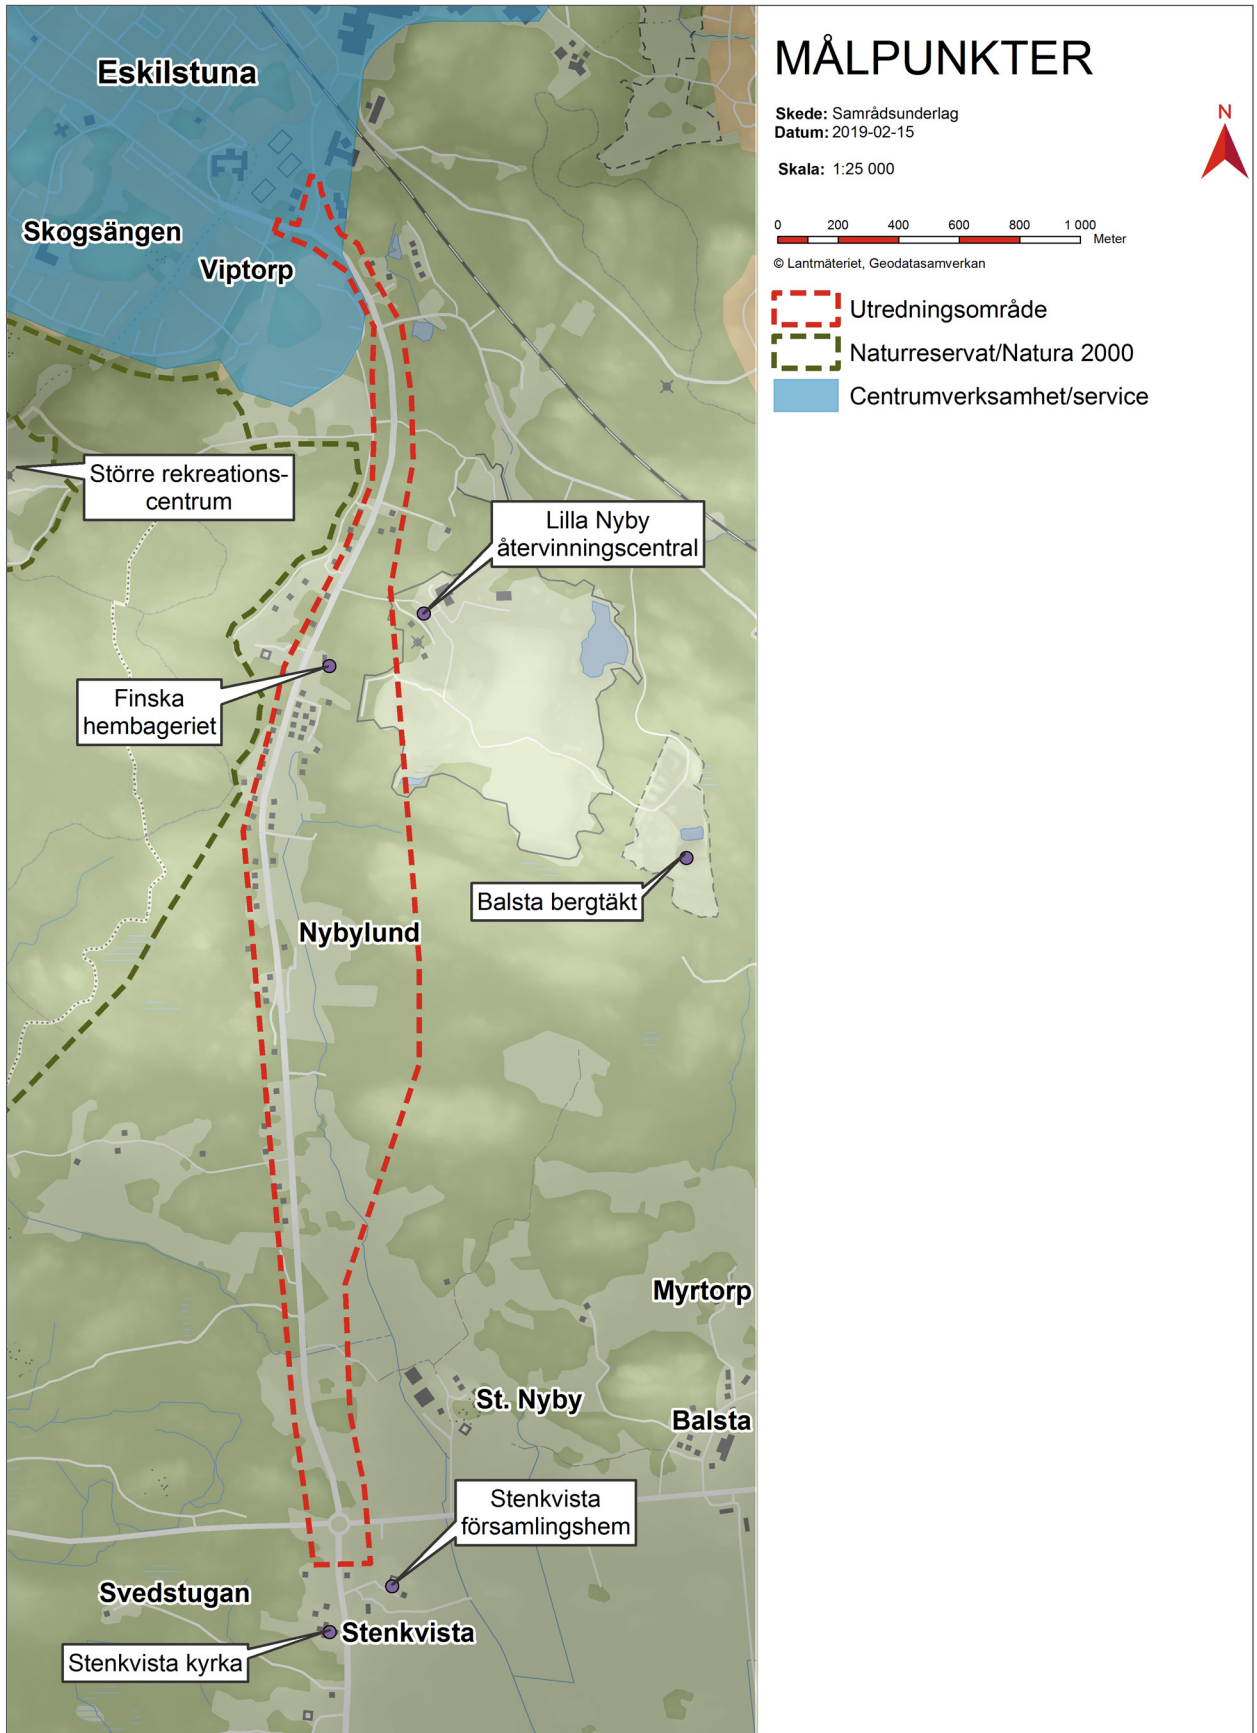 MÅLPUNKTER
Skede: Samrådsunderlag
Datum: 2019-02-15
Skala: 1:25 000
N
0 200 400 600 800 1 000
Meter
© Lantmäteriet, Geodatasamverkan
Utredningsområde
Naturreservat/Natura 2000
Centrumverksamhet/service
Eskilstuna
Skogsängen
Viptorp
Större rekreations-
centrum
Lilla Nyby
återvinningscentral
Finska
hembageriet
Balsta bergtäkt
Nybylund
Myrtorp
St. Nyby
Balsta
Stenkvista
församlingshem
Svedstugan
Stenkvista
Stenkvista kyrka